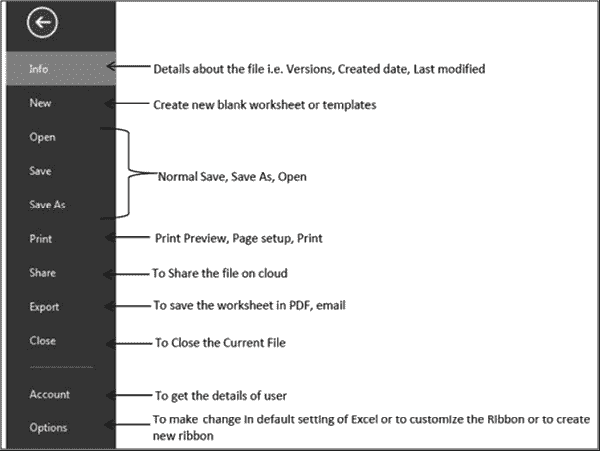 Info
Details about the file i.e. Versions, Created date, Last modified
New
Create new blank worksheet or templates
Open
Save
Normal Save, Save As, Open
Save As
Print
Print Preview, Page setup, Print
Share
To Share the file on cloud
Export
To save the worksheet in PDF, email
Close
To Close the Current File
Account
To get the details of user
Options
To make change in default setting of Excel or to customize the Ribbon or to create
new ribbon